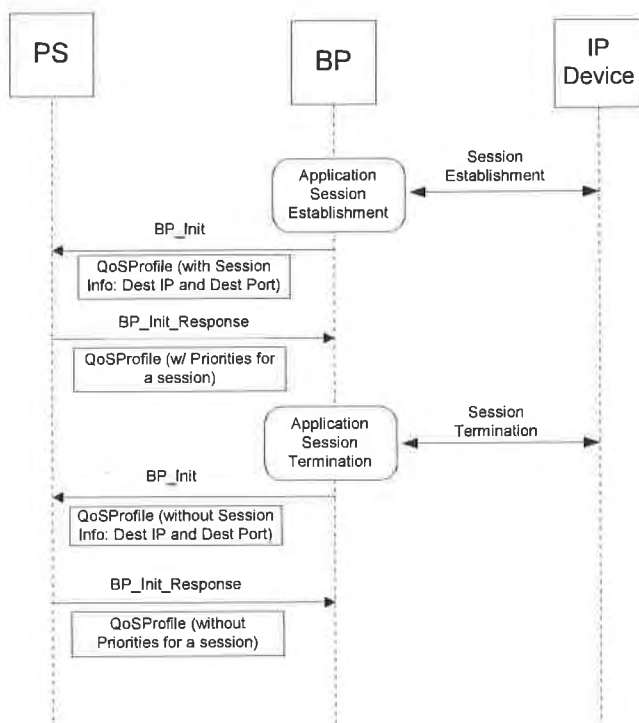 PS
BP
IP
Device
Application
Session
Establishment
Session
Establishment
BP_Init
QoSProfile (with Session
Info: Dest IP and Dest Port)
BP_Init_Response
QoSProfile (w/ Priorities for
a session)
Application
Session
Termination
Session
Termination
BP_Init
QoSProfile (without Session
Info: Dest IP and Dest Port)
BP_Init_Response
QoSProfile (without
Priorities for a session)